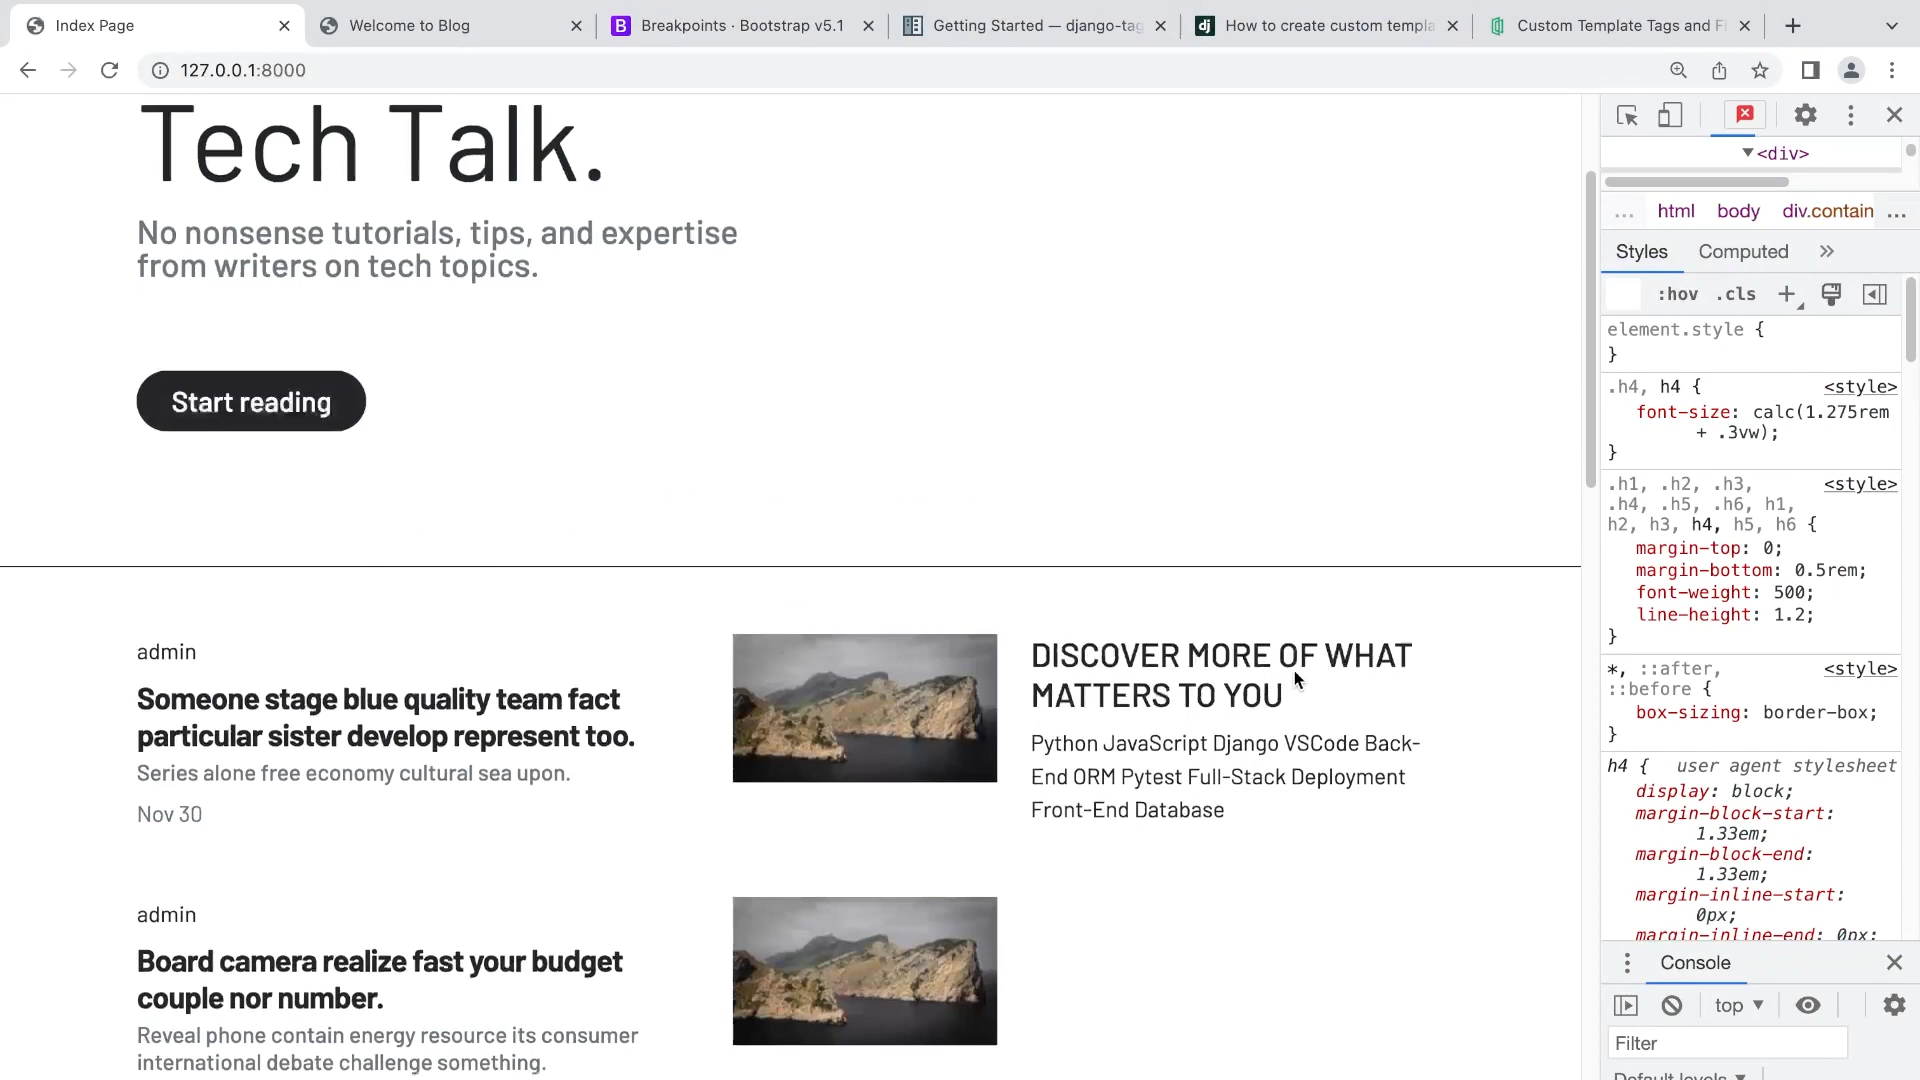 Index Page
Welcome to Blog
Breakpoints · Bootstrap v5.1
Getting Started — django-tag
How to create custom templa
Custom Template Tags and Fi
127.0.0.1:8000
Tech Talk.
No nonsense tutorials, tips, and expertise
from writers on tech topics.
Start reading
admin
Someone stage blue quality team fact
particular sister develop represent too.
Series alone free economy cultural sea upon.
Nov 30
DISCOVER MORE OF WHAT
MATTERS TO YOU
Python JavaScript Django VSCode Back-
End ORM Pytest Full-Stack Deployment
Front-End Database
admin
Board camera realize fast your budget
couple nor number.
Reveal phone contain energy resource its consumer
international debate challenge something.
▼<div>
... html body div.contain ...
Styles Computed »
:hov .cls +
element.style {
}
.h4, h4 { <style>
font-size: calc(1.275rem
+ .3vw);
}
.h1, .h2, .h3, <style>
.h4, .h5, .h6, h1,
h2, h3, h4, h5, h6 {
margin-top: 0;
margin-bottom: 0.5rem;
font-weight: 500;
line-height: 1.2;
}
*, ::after, <style>
::before {
box-sizing: border-box;
}
h4 { user agent stylesheet
display: block;
margin-block-start:
1.33em;
margin-block-end:
1.33em;
margin-inline-start:
0px;
margin-inline-end: 0px;
Console
top ▼
Filter
Default levels ▼